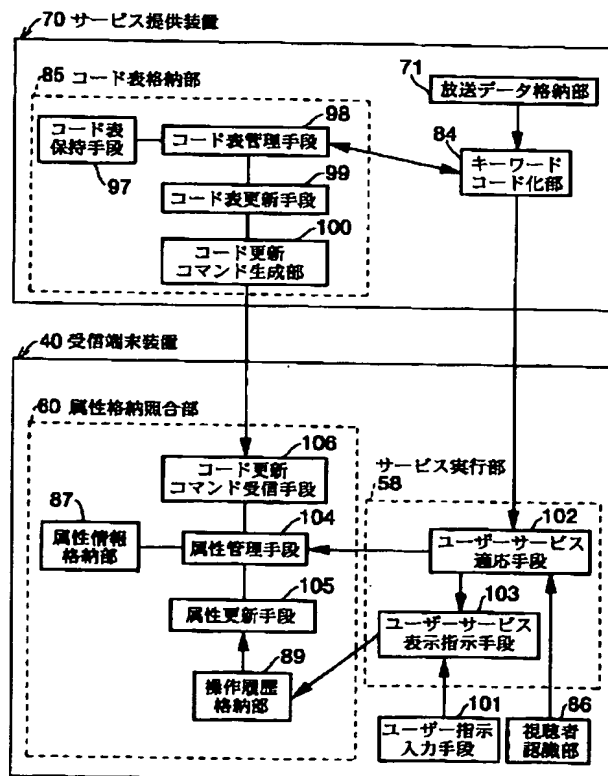 70 サービス提供装置
85 コード表格納部
71
放送データ格納部
98
コード表
保持手段
コード表管理手段
84
キーワード
コード化部
97
99
コード表更新手段
100
コード更新
コマンド生成部
40 受信端末装置
60 属性格納照合部
106
コード更新
コマンド受信手段
サービス実行部
58
87
属性情報
格納部
104
属性管理手段
102
ユーザーサービス
適応手段
105
属性更新手段
103
ユーザーサービス
表示指示手段
89
操作履歴
格納部
101
ユーザー指示
入力手段
86
視聴者
認識部